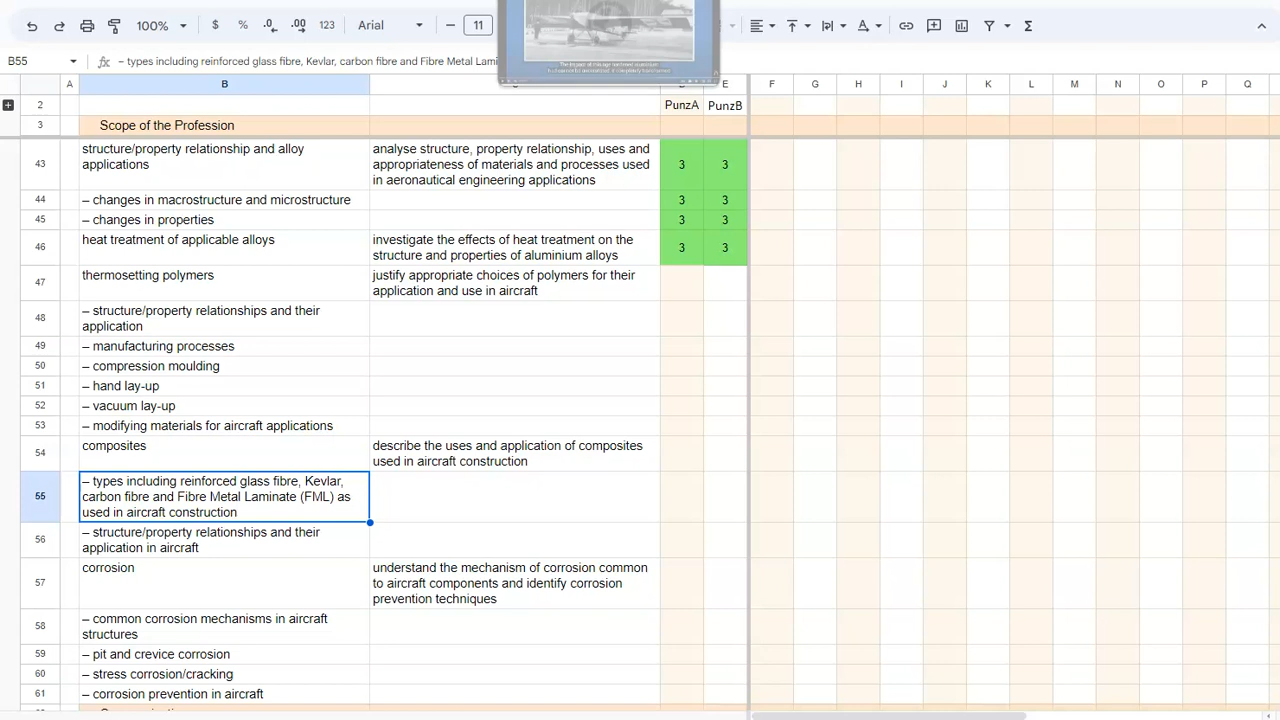 100%
$
%
.0
.00
123
Arial
11
B55
fx
– types including reinforced glass fibre, Kevlar, carbon fibre and Fibre Metal Lami
A
B
E
F
G
H
I
J
K
L
M
N
O
P
Q
2
PunzA
PunzB
3
Scope of the Profession
43
structure/property relationship and alloy
applications
analyse structure, property relationship, uses and
appropriateness of materials and processes used
in aeronautical engineering applications
3
3
44
– changes in macrostructure and microstructure
3
3
45
– changes in properties
3
3
46
heat treatment of applicable alloys
investigate the effects of heat treatment on the
structure and properties of aluminium alloys
3
3
47
thermosetting polymers
justify appropriate choices of polymers for their
application and use in aircraft
48
– structure/property relationships and their
application
49
– manufacturing processes
50
– compression moulding
51
– hand lay-up
52
– vacuum lay-up
53
– modifying materials for aircraft applications
54
composites
describe the uses and application of composites
used in aircraft construction
55
– types including reinforced glass fibre, Kevlar,
carbon fibre and Fibre Metal Laminate (FML) as
used in aircraft construction
56
– structure/property relationships and their
application in aircraft
57
corrosion
understand the mechanism of corrosion common
to aircraft components and identify corrosion
prevention techniques
58
– common corrosion mechanisms in aircraft
structures
59
– pit and crevice corrosion
60
– stress corrosion/cracking
61
– corrosion prevention in aircraft